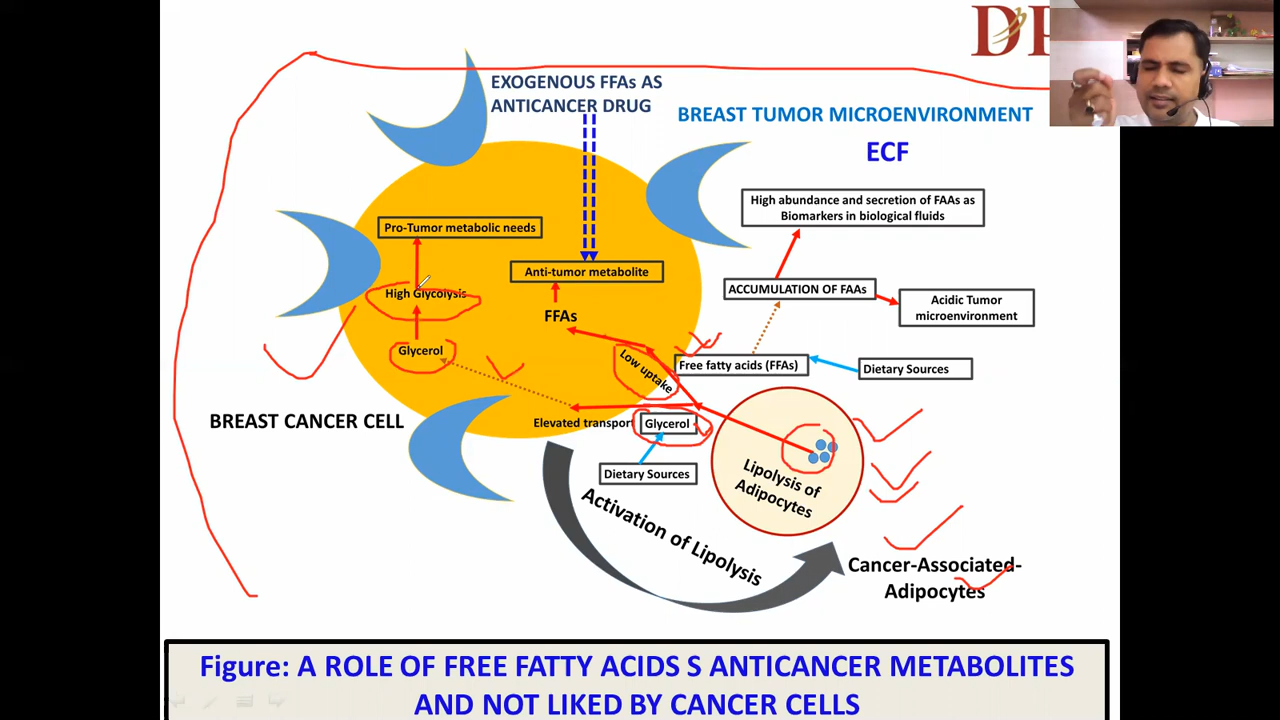 EXOGENOUS FFAs AS
ANTICANCER DRUG
BREAST TUMOR MICROENVIRONMENT
ECF
High abundance and secretion of FAAs as
Biomarkers in biological fluids
Pro-Tumor metabolic needs
Anti-tumor metabolite
ACCUMULATION OF FAAs
High Glycolysis
Acidic Tumor
microenvironment
FFAs
Glycerol
Low uptake
Free fatty acids (FFAs)
Dietary Sources
BREAST CANCER CELL
Elevated transport
Glycerol
Dietary Sources
Lipolysis of
Adipocytes
Activation of Lipolysis
Cancer-Associated-
Adipocytes
Figure: A ROLE OF FREE FATTY ACIDS S ANTICANCER METABOLITES
AND NOT LIKED BY CANCER CELLS